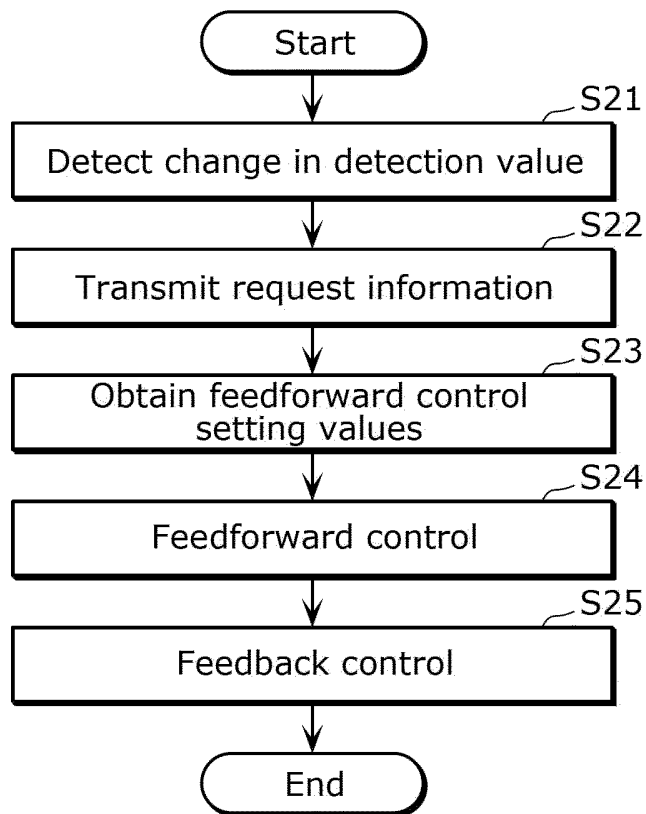 Start
S21
Detect change in detection value
S22
Transmit request information
S23
Obtain feedforward control
setting values
S24
Feedforward control
S25
Feedback control
End